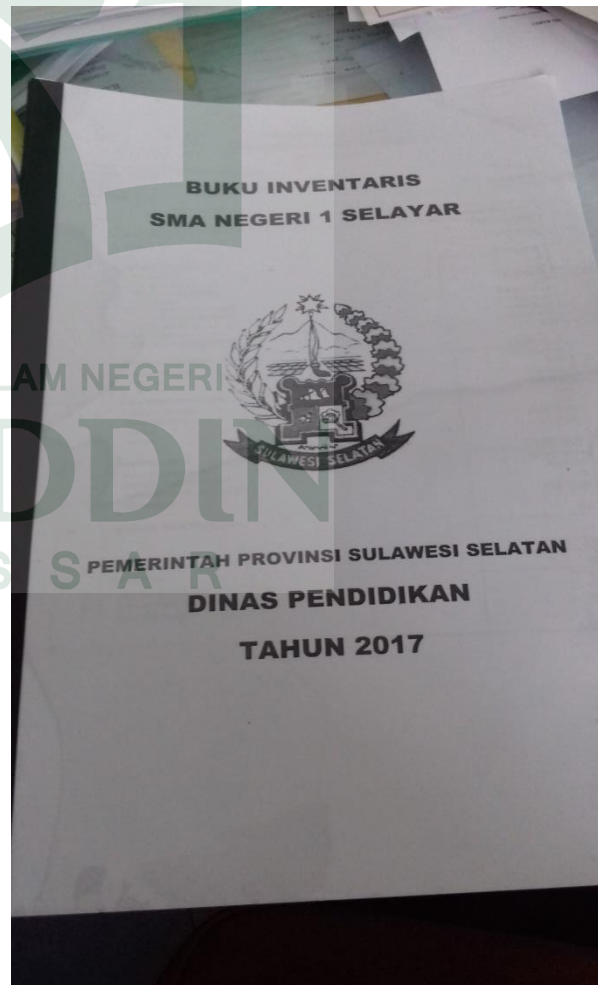 BUKU INVENTARIS
SMA NEGERI 1 SELAYAR
SULAWESI SELATAN
AM NEGERI
DDIN
S S A R
PEMERINTAH PROVINSI SULAWESI SELATAN
DINAS PENDIDIKAN
TAHUN 2017